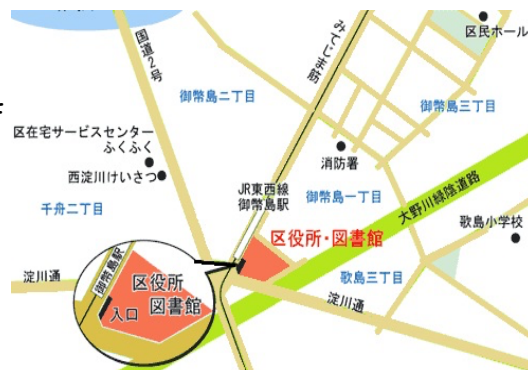 区民ホール
国道2号
みてじま筋
御幣島二丁目
御幣島三丁目
区在宅サービスセンター
ふくふく
西淀川けいさつ
消防署
JR東西線
御幣島駅
御幣島一丁目
大野川緑陰道路
千舟二丁目
区役所・図書館
歌島小学校
御幣島駅
区役所
図書館
入口
歌島三丁目
淀川通
淀川通